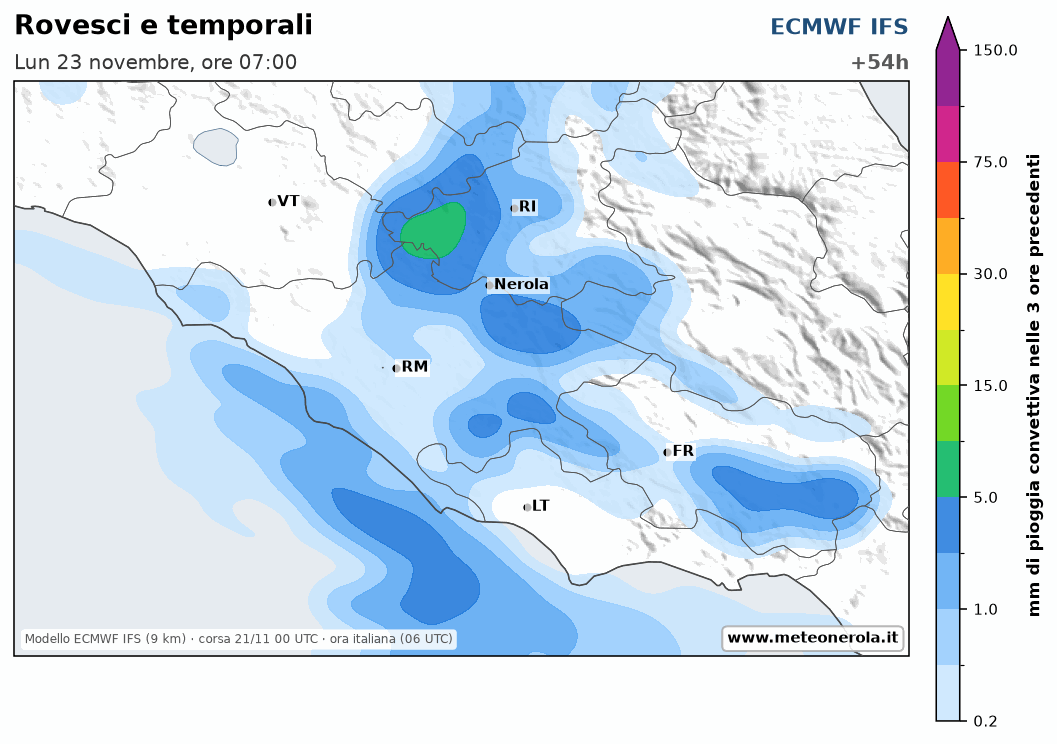 Rovesci e temporali
ECMWF IFS
Lun 23 novembre, ore 07:00
+54h
150.0
75.0
30.0
15.0
5.0
1.0
0.2
mm di pioggia convettiva nelle 3 ore precedenti
VT
RI
Nerola
RM
FR
LT
Modello ECMWF IFS (9 km) · corsa 21/11 00 UTC · ora italiana (06 UTC)
www.meteonerola.it